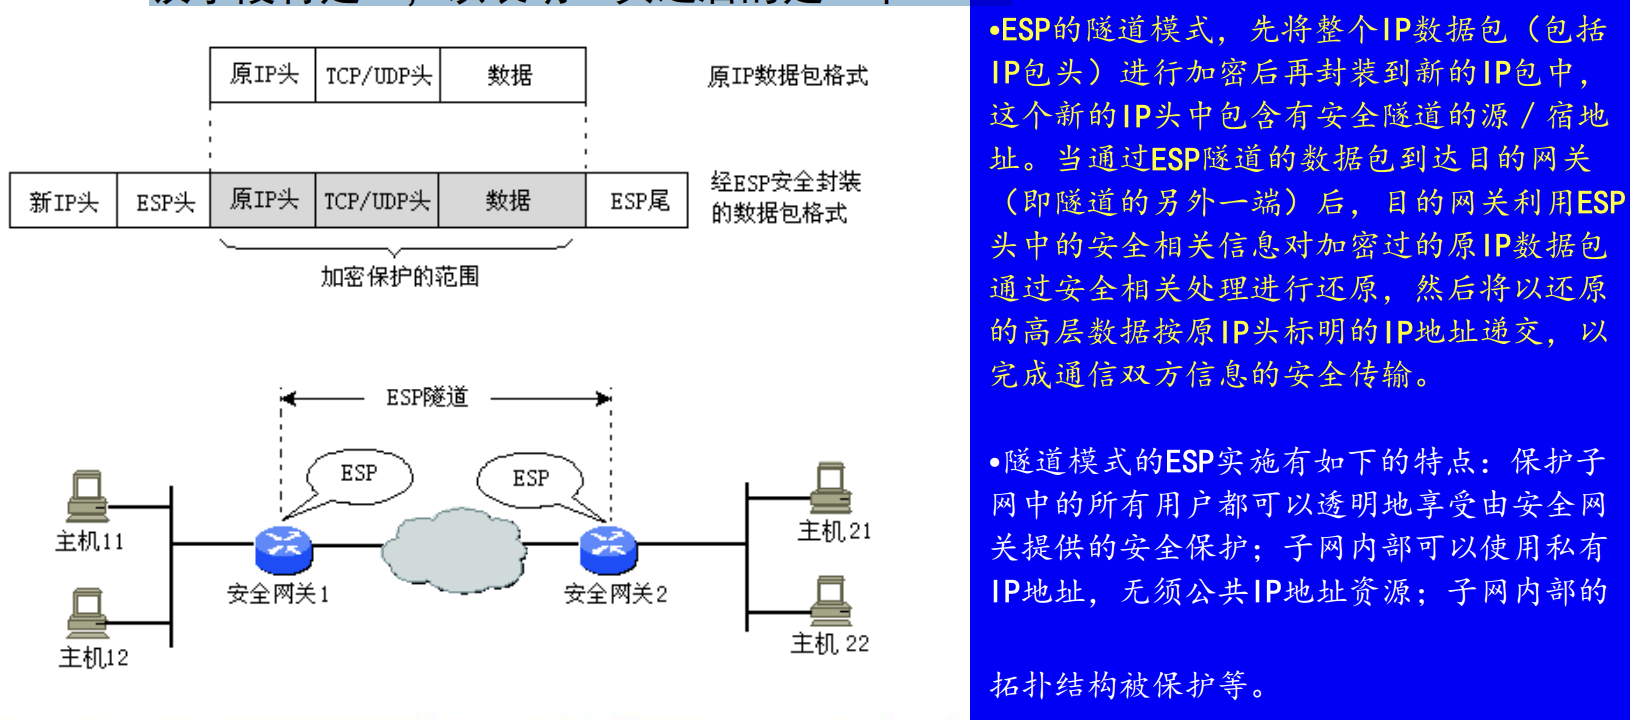 原IP头 TCP/UDP头 数据 原IP数据包格式
新IP头 ESP头 原IP头 TCP/UDP头 数据 ESP尾 经ESP安全封装
的数据包格式
加密保护的范围
ESP隧道
ESP ESP
主机11 主机21
安全网关1 安全网关2
主机12 主机 22
•ESP的隧道模式，先将整个IP数据包（包括
IP包头）进行加密后再封装到新的IP包中，
这个新的IP头中包含有安全隧道的源／宿地
址。当通过ESP隧道的数据包到达目的网关
（即隧道的另外一端）后，目的网关利用ESP
头中的安全相关信息对加密过的原IP数据包
通过安全相关处理进行还原，然后将以还原
的高层数据按原IP头标明的IP地址递交，以
完成通信双方信息的安全传输。
•隧道模式的ESP实施有如下的特点：保护子
网中的所有用户都可以透明地享受由安全网
关提供的安全保护；子网内部可以使用私有
IP地址，无须公共IP地址资源；子网内部的
拓扑结构被保护等。